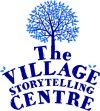 The
VILLAGE
STORYTELLING
CENTRE